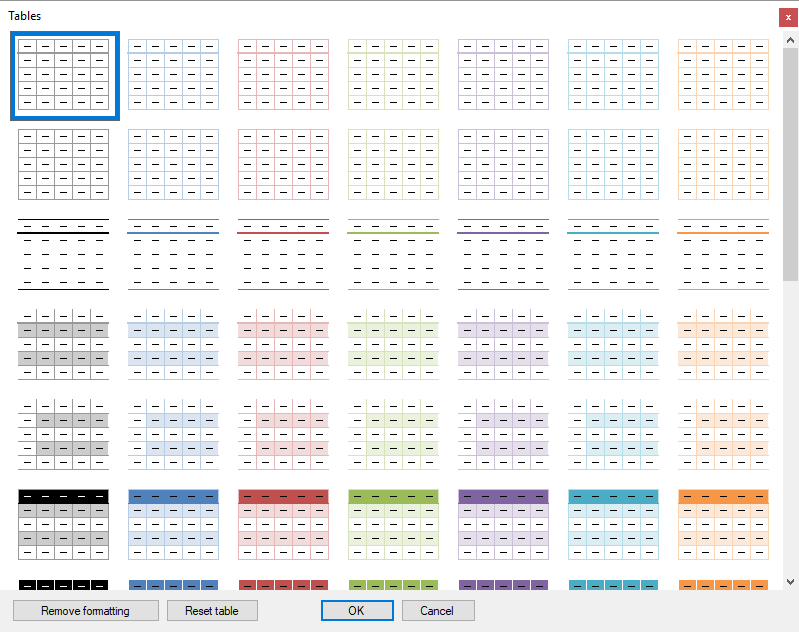 Tables
x
Remove formatting
Reset table
OK
Cancel